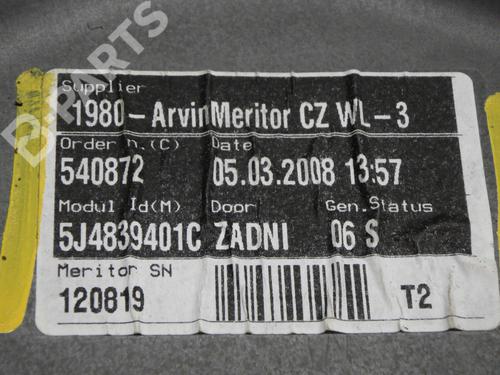 B-PARTS
Supplier
1980-ArvinMeritor CZ WL-3
Order n.(C) Date
540872 05.03.2008 13:57
Modul Id(M) Door Gen.Status
5J4839401C ZADNI 06 S
Meritor SN
120819 T2